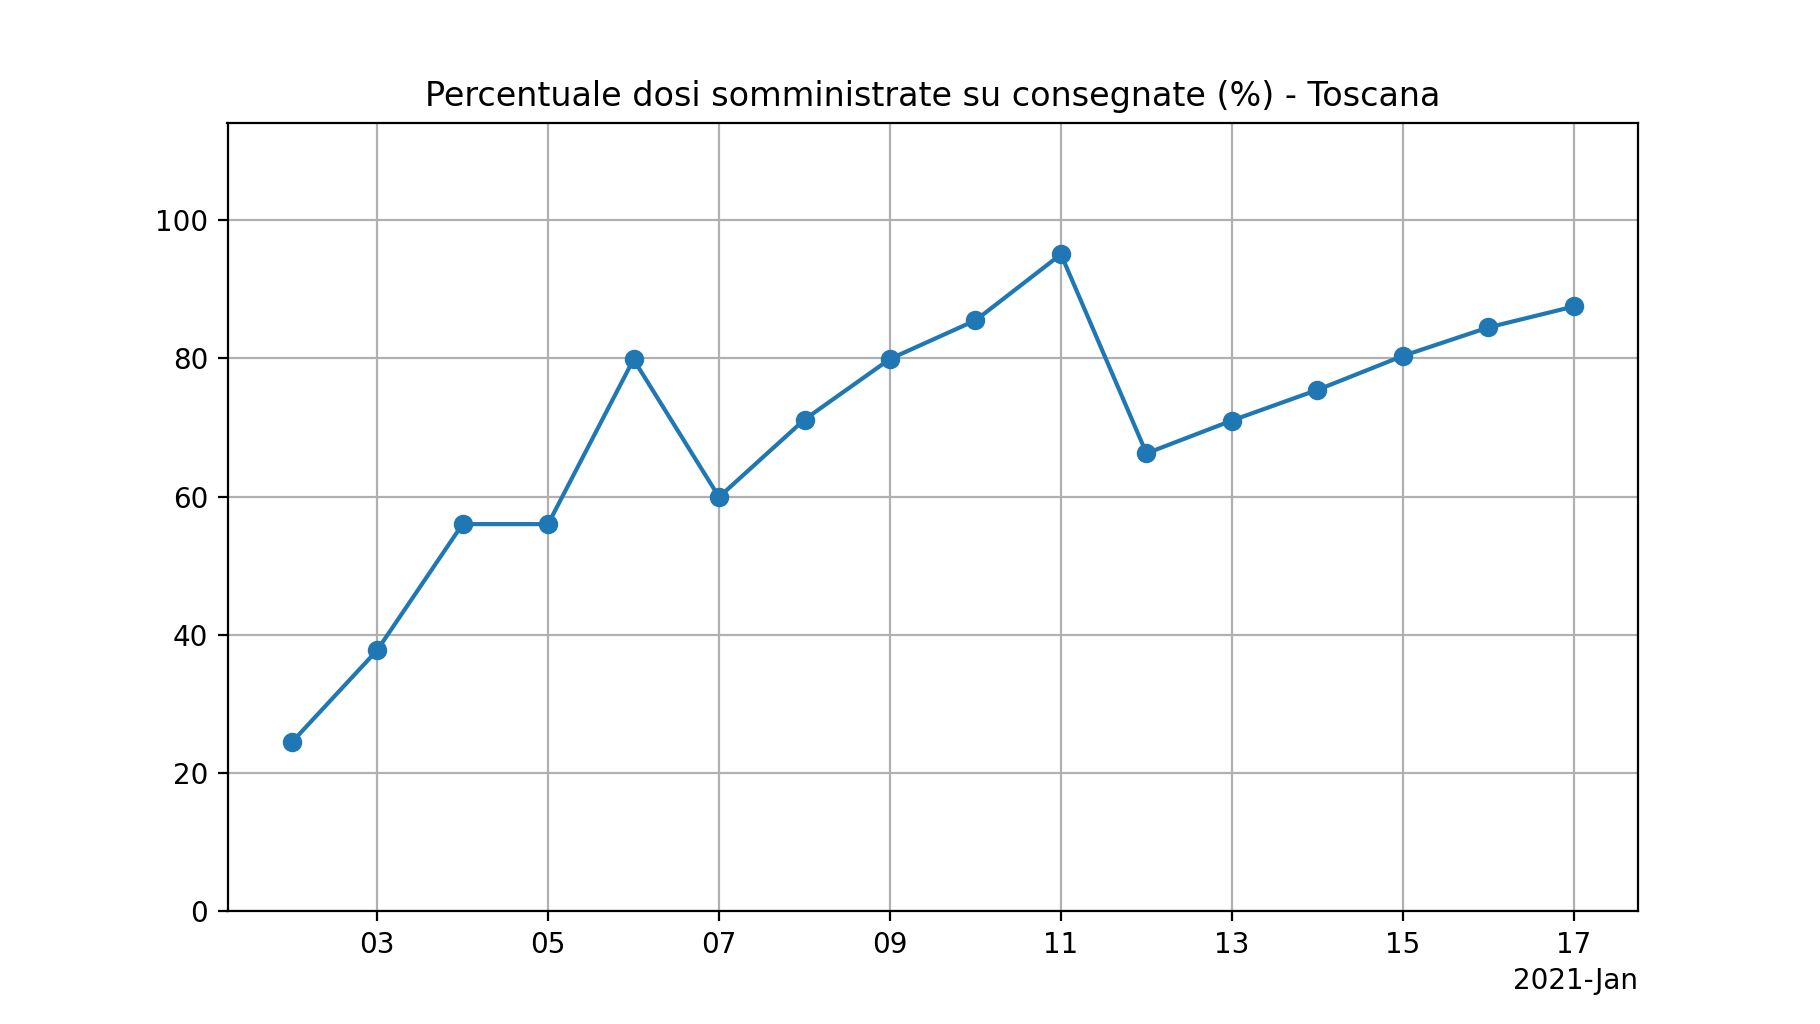 Percentuale dosi somministrate su consegnate (%) - Toscana
100
80
60
40
20
0
03 05 07 09 11 13 15 17
2021-Jan